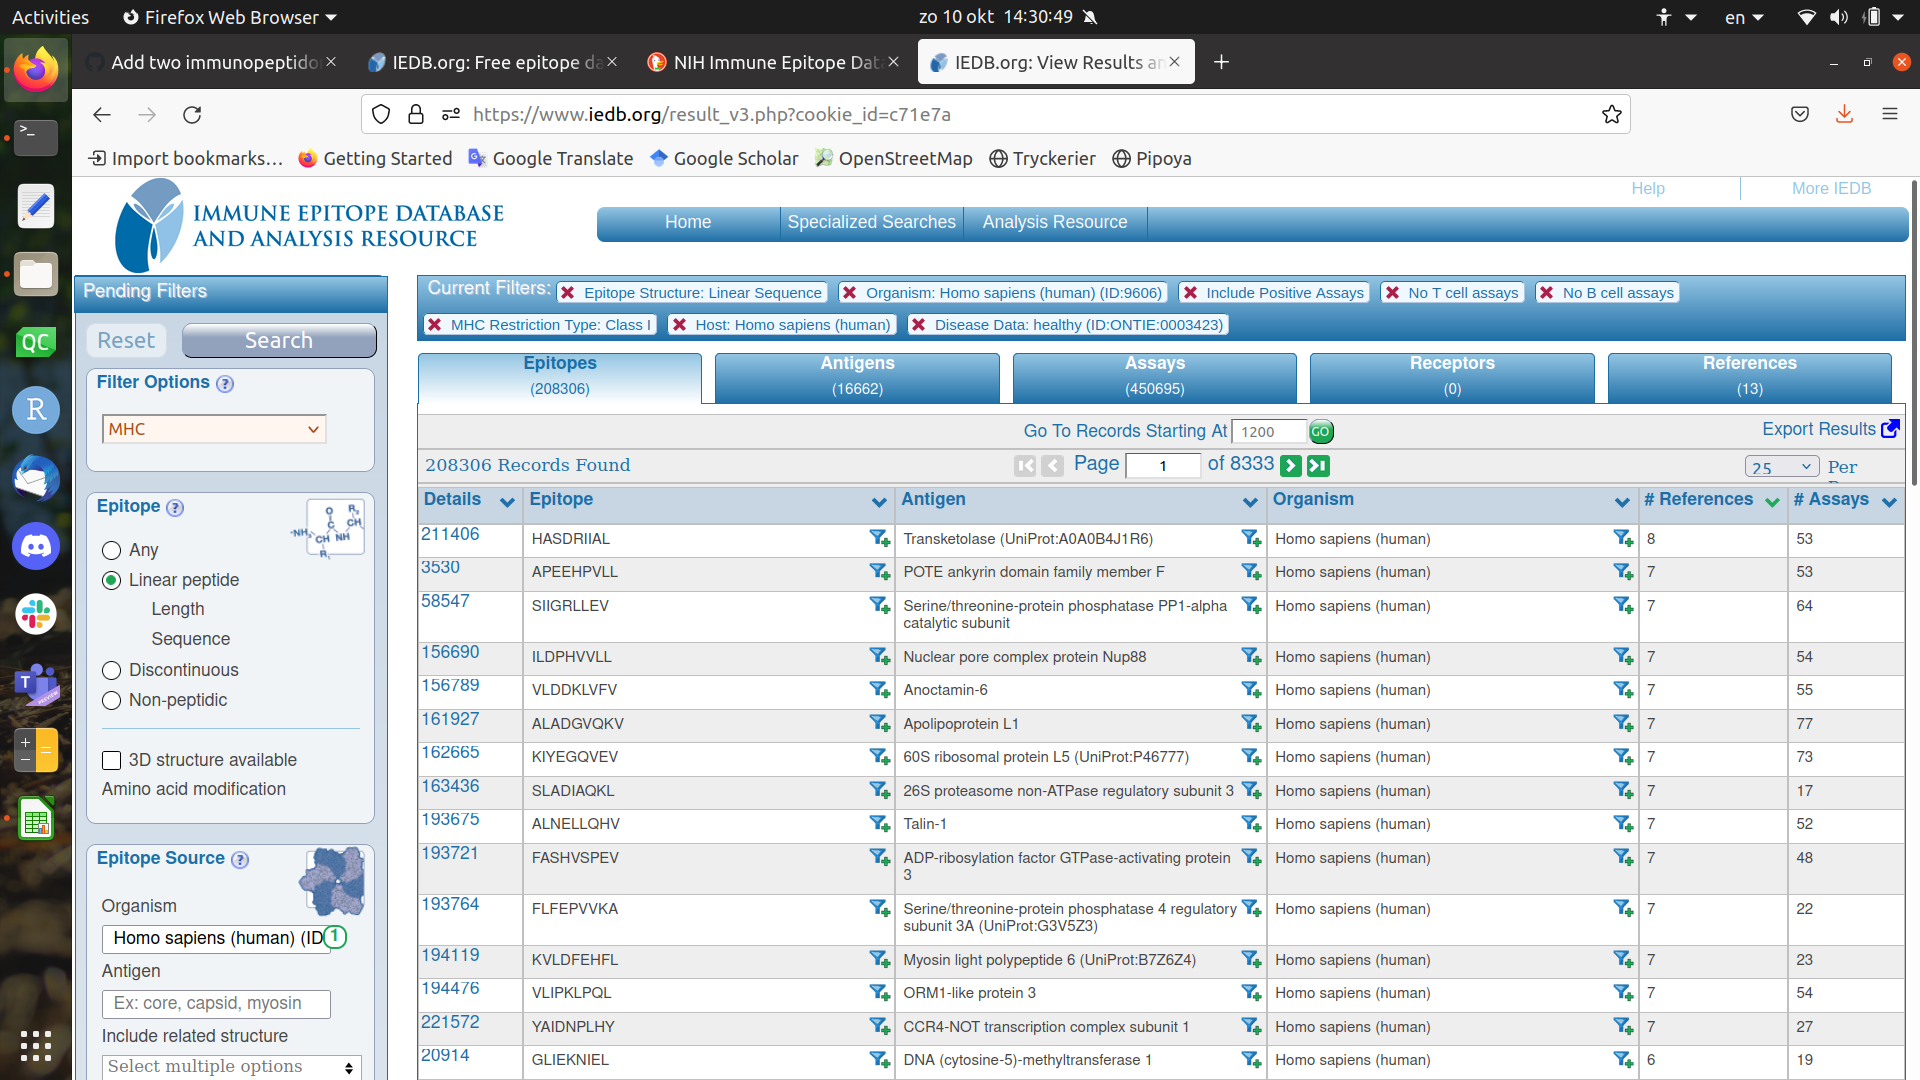 Activities
Firefox Web Browser
zo 10 okt 14:30:49
en
Add two immunopeptido
IEDB.org: Free epitope da
NIH Immune Epitope Dat
IEDB.org: View Results an
https://www.iedb.org/result_v3.php?cookie_id=c71e7a
Import bookmarks...
Getting Started
Google Translate
Google Scholar
OpenStreetMap
Tryckerier
Pipoya
IMMUNE EPITOPE DATABASE
AND ANALYSIS RESOURCE
Help
More IEDB
Home
Specialized Searches
Analysis Resource
Pending Filters
Reset
Search
Filter Options ?
MHC
Epitope ?
Any
Linear peptide
Length
Sequence
Discontinuous
Non-peptidic
3D structure available
Amino acid modification
Epitope Source ?
Organism
Homo sapiens (human) (ID
1
Antigen
Ex: core, capsid, myosin
Include related structure
Select multiple options
Current Filters:
Epitope Structure: Linear Sequence
Organism: Homo sapiens (human) (ID:9606)
Include Positive Assays
No T cell assays
No B cell assays
MHC Restriction Type: Class I
Host: Homo sapiens (human)
Disease Data: healthy (ID:ONTIE:0003423)
Epitopes
(208306)
Antigens
(16662)
Assays
(450695)
Receptors
(0)
References
(13)
Go To Records Starting At 1200 GO
Export Results
208306 Records Found
Page 1 of 8333
25 Per
Details Epitope Antigen Organism # References # Assays
211406 HASDRIIAL Transketolase (UniProt:A0A0B4J1R6) Homo sapiens (human) 8 53
3530 APEEHPVLL POTE ankyrin domain family member F Homo sapiens (human) 7 53
58547 SIIGRLLEV Serine/threonine-protein phosphatase PP1-alpha Homo sapiens (human) 7 64
catalytic subunit
156690 ILDPHVVLL Nuclear pore complex protein Nup88 Homo sapiens (human) 7 54
156789 VLDDKLVFV Anoctamin-6 Homo sapiens (human) 7 55
161927 ALADGVQKV Apolipoprotein L1 Homo sapiens (human) 7 77
162665 KIYEGQVEV 60S ribosomal protein L5 (UniProt:P46777) Homo sapiens (human) 7 73
163436 SLADIAQKL 26S proteasome non-ATPase regulatory subunit 3 Homo sapiens (human) 7 17
193675 ALNELLQHV Talin-1 Homo sapiens (human) 7 52
193721 FASHVSPEV ADP-ribosylation factor GTPase-activating protein Homo sapiens (human) 7 48
3
193764 FLFEPVVKA Serine/threonine-protein phosphatase 4 regulatory Homo sapiens (human) 7 22
subunit 3A (UniProt:G3V5Z3)
194119 KVLDFEHFL Myosin light polypeptide 6 (UniProt:B7Z6Z4) Homo sapiens (human) 7 23
194476 VLIPKLPQL ORM1-like protein 3 Homo sapiens (human) 7 54
221572 YAIDNPLHY CCR4-NOT transcription complex subunit 1 Homo sapiens (human) 7 27
20914 GLIEKNIEL DNA (cytosine-5)-methyltransferase 1 Homo sapiens (human) 6 19